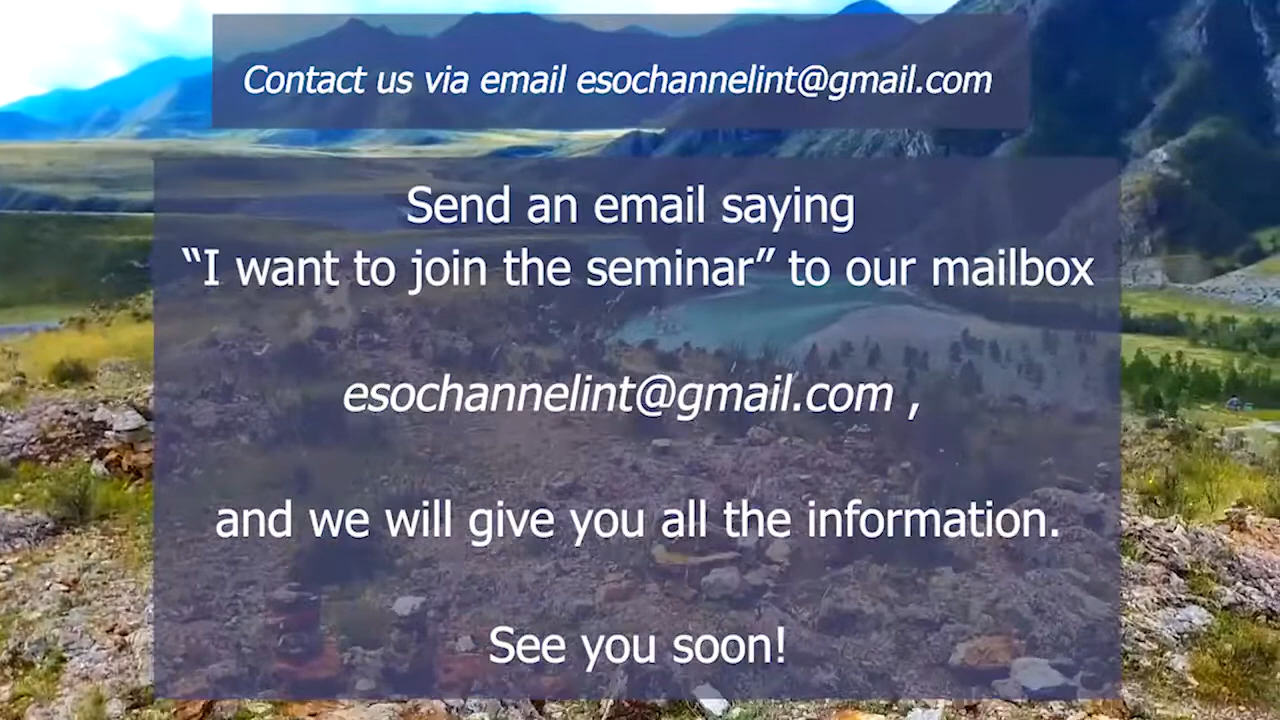 Contact us via email esochannelint@gmail.com
Send an email saying
“I want to join the seminar” to our mailbox
esochannelint@gmail.com ,
and we will give you all the information.
See you soon!